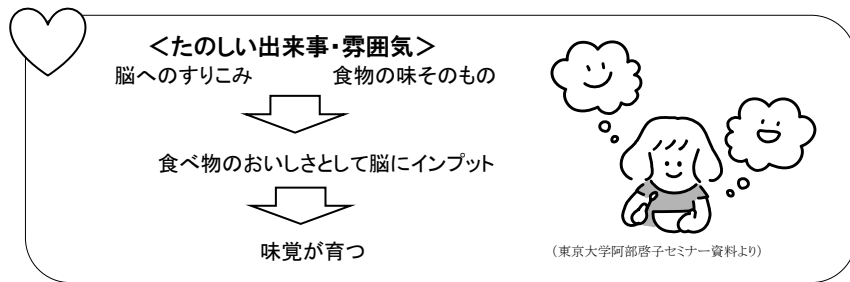 <たのしい出来事・雰囲気>
脳へのすりこみ　食物の味そのもの
食べ物のおいしさとして脳にインプット
味覚が育つ
（東京大学阿部啓子セミナー資料より）